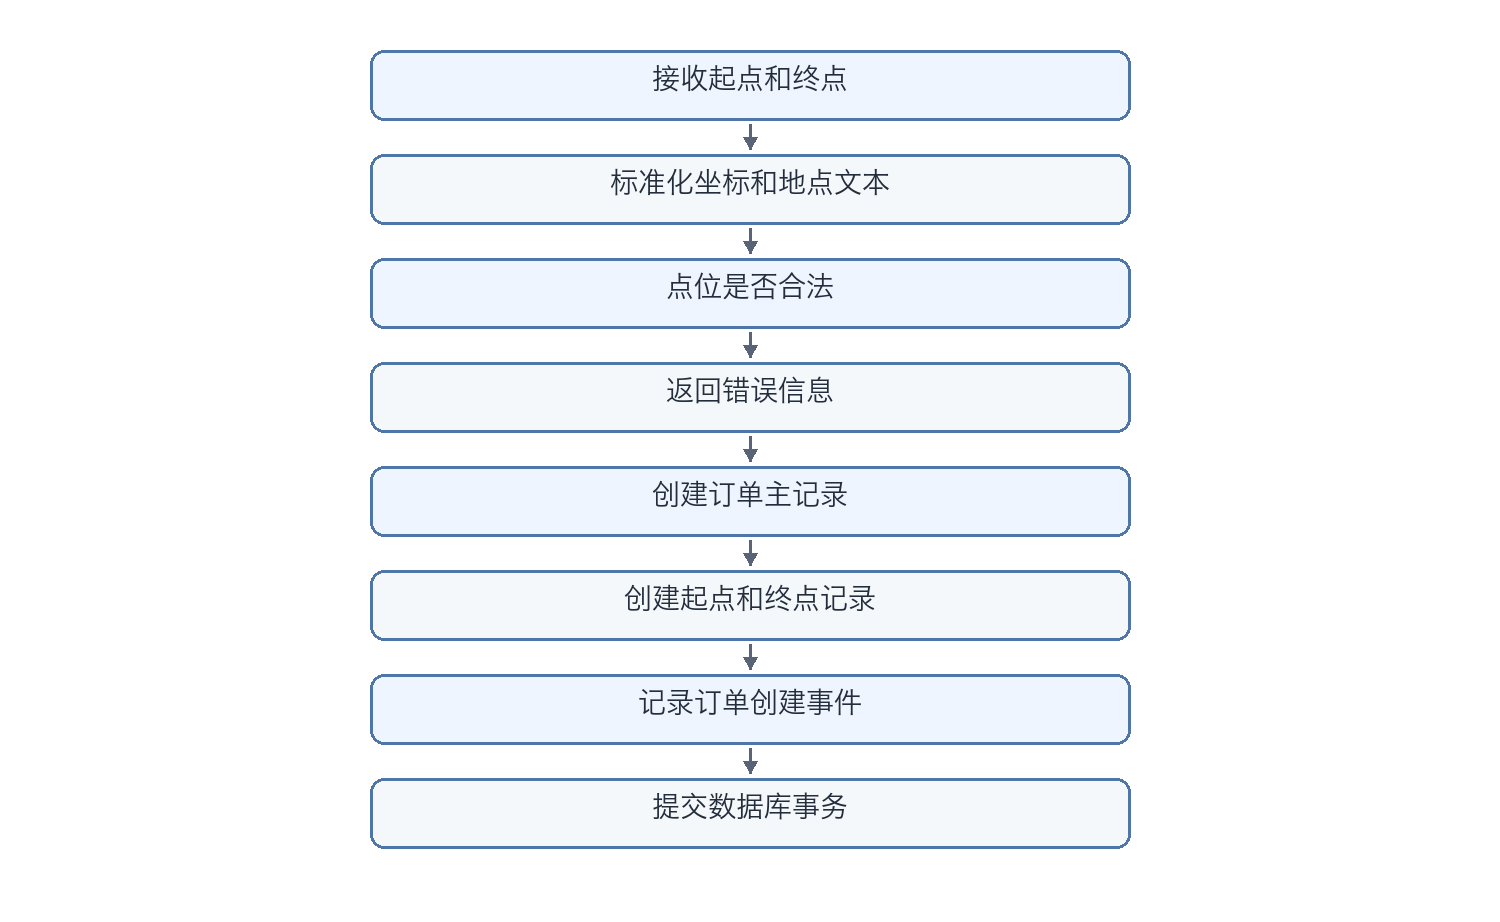 接收起点和终点
标准化坐标和地点文本
点位是否合法
返回错误信息
创建订单主记录
创建起点和终点记录
记录订单创建事件
提交数据库事务